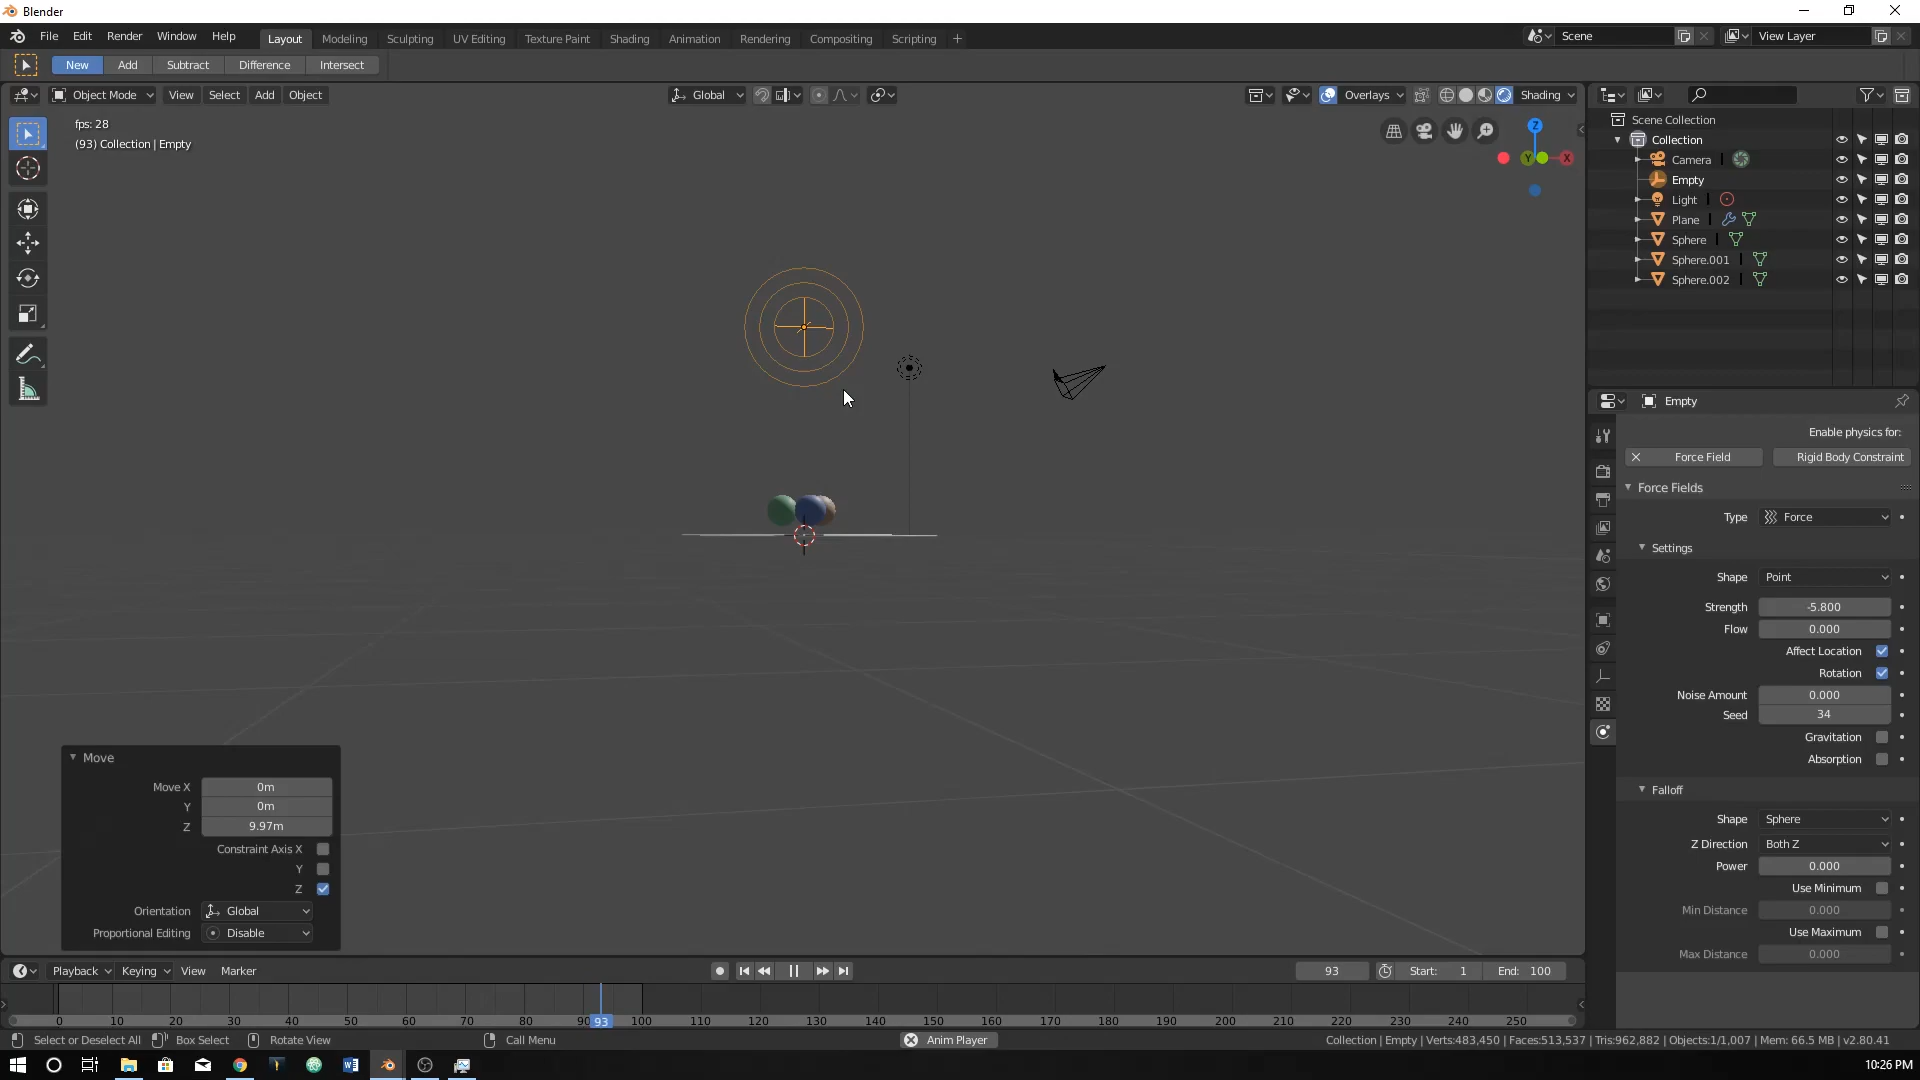 Blender
File Edit Render Window Help
Layout Modeling Sculpting UV Editing Texture Paint Shading Animation Rendering Compositing Scripting +
Scene
View Layer
New Add Subtract Difference Intersect
Object Mode View Select Add Object
Global
Overlays
Shading
fps: 28
(93) Collection | Empty
Z
Y
X
Scene Collection
Collection
Camera
Empty
Light
Plane
Sphere
Sphere.001
Sphere.002
Empty
Enable physics for:
Force Field Rigid Body Constraint
Force Fields
Type Force
Settings
Shape Point
Strength -5.800
Flow 0.000
Affect Location
Rotation
Noise Amount 0.000
Seed 34
Gravitation
Absorption
Falloff
Shape Sphere
Z Direction Both Z
Power 0.000
Use Minimum
Min Distance 0.000
Use Maximum
Max Distance 0.000
Move
Move X 0m
Y 0m
Z 9.97m
Constraint Axis X
Y
Z
Orientation Global
Proportional Editing Disable
Playback Keying View Marker
93 Start: 1 End: 100
0 10 20 30 40 50 60 70 80 90 93 100 110 120 130 140 150 160 170 180 190 200 210 220 230 240 250
Select or Deselect All Box Select Rotate View Call Menu Anim Player
Collection | Empty | Verts:483,450 | Faces:513,537 | Tris:962,882 | Objects:1/1,007 | Mem: 66.5 MB | v2.80.41
10:26 PM